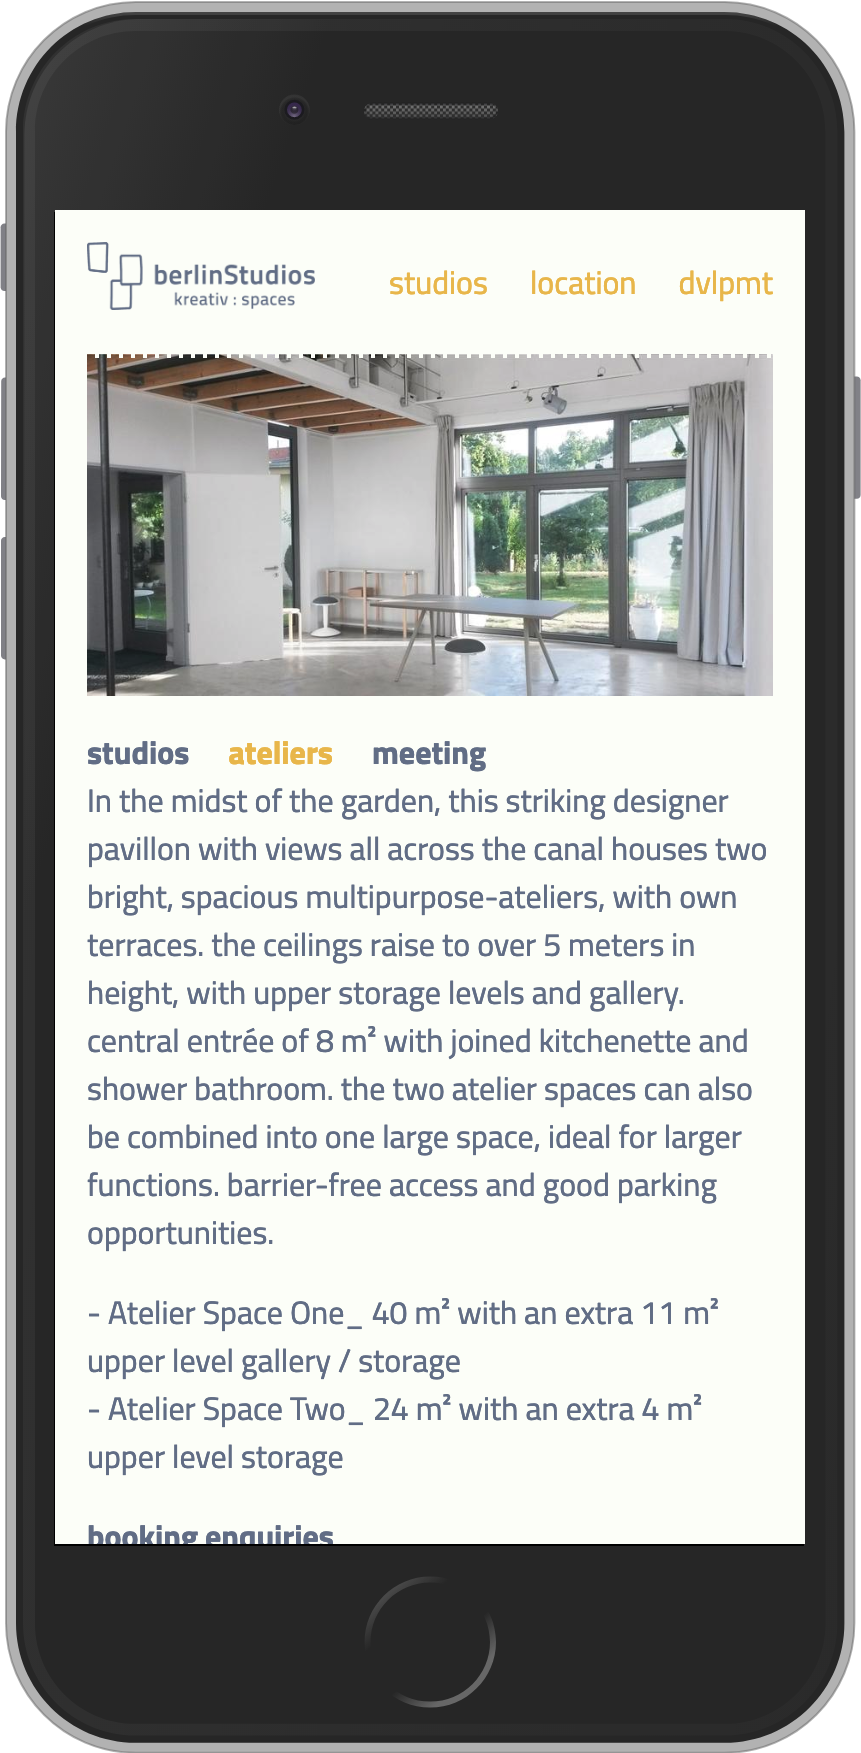 berlinStudios
kreativ : spaces
studios location dvlpmt
studios ateliers meeting
In the midst of the garden, this striking designer
pavillon with views all across the canal houses two
bright, spacious multipurpose-ateliers, with own
terraces. the ceilings raise to over 5 meters in
height, with upper storage levels and gallery.
central entrée of 8 m² with joined kitchenette and
shower bathroom. the two atelier spaces can also
be combined into one large space, ideal for larger
functions. barrier-free access and good parking
opportunities.
- Atelier Space One_ 40 m² with an extra 11 m²
upper level gallery / storage
- Atelier Space Two_ 24 m² with an extra 4 m²
upper level storage
booking enquiries